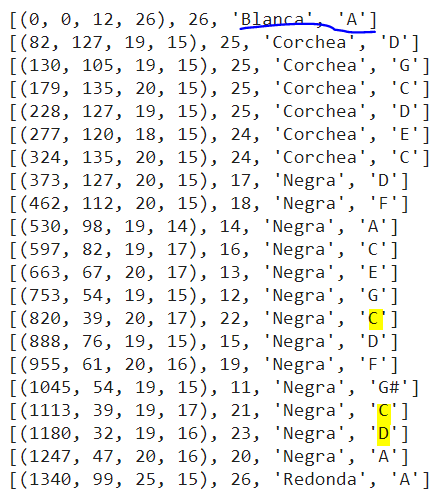 [(0, 0, 12, 26), 26, 'Blanca', 'A']
[(82, 127, 19, 15), 25, 'Corchea', 'D']
[(130, 105, 19, 15), 25, 'Corchea', 'G']
[(179, 135, 20, 15), 25, 'Corchea', 'C']
[(228, 127, 19, 15), 25, 'Corchea', 'D']
[(277, 120, 18, 15), 24, 'Corchea', 'E']
[(324, 135, 20, 15), 24, 'Corchea', 'C']
[(373, 127, 20, 15), 17, 'Negra', 'D']
[(462, 112, 20, 15), 18, 'Negra', 'F']
[(530, 98, 19, 14), 14, 'Negra', 'A']
[(597, 82, 19, 17), 16, 'Negra', 'C']
[(663, 67, 20, 17), 13, 'Negra', 'E']
[(753, 54, 19, 15), 12, 'Negra', 'G']
[(820, 39, 20, 17), 22, 'Negra', 'C']
[(888, 76, 19, 15), 15, 'Negra', 'D']
[(955, 61, 20, 16), 19, 'Negra', 'F']
[(1045, 54, 19, 15), 11, 'Negra', 'G#']
[(1113, 39, 19, 17), 21, 'Negra', 'C']
[(1180, 32, 19, 16), 23, 'Negra', 'D']
[(1247, 47, 20, 16), 20, 'Negra', 'A']
[(1340, 99, 25, 15), 26, 'Redonda', 'A']